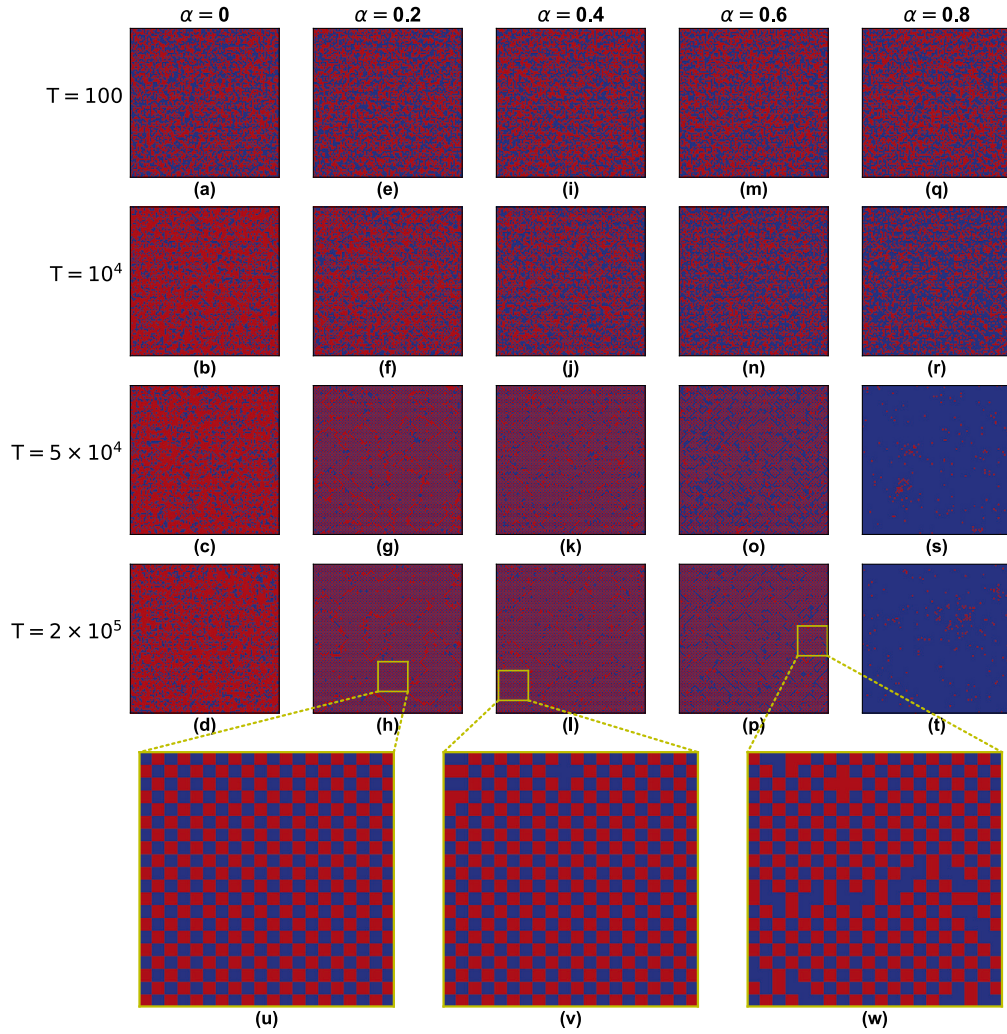 α = 0 α = 0.2 α = 0.4 α = 0.6 α = 0.8
T = 100
(a) (e) (i) (m) (q)
T = 10⁴
(b) (f) (j) (n) (r)
T = 5 × 10⁴
(c) (g) (k) (o) (s)
T = 2 × 10⁵
(d) (h) (l) (p) (t)
(u) (v) (w)